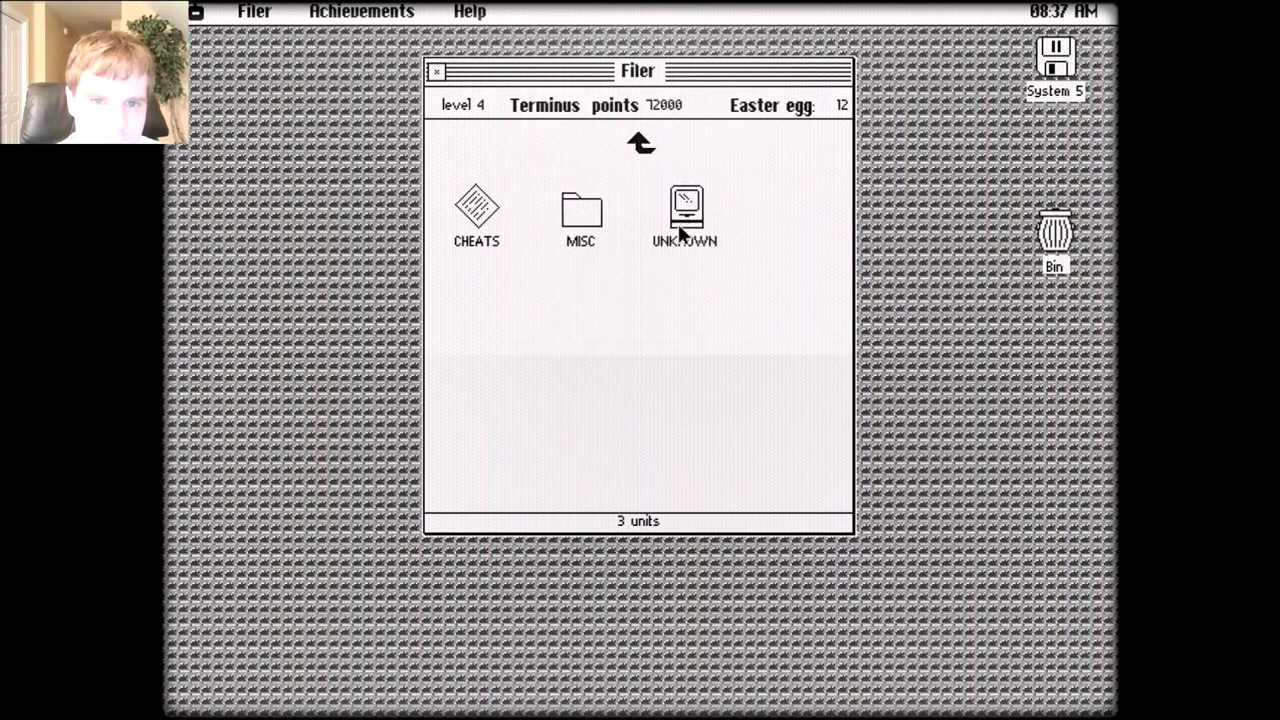 Filer Achievements Help 08:37 AM
Filer
System 5
level 4 Terminus points 72000 Easter egg: 12
CHEATS MISC
Bin
3 units